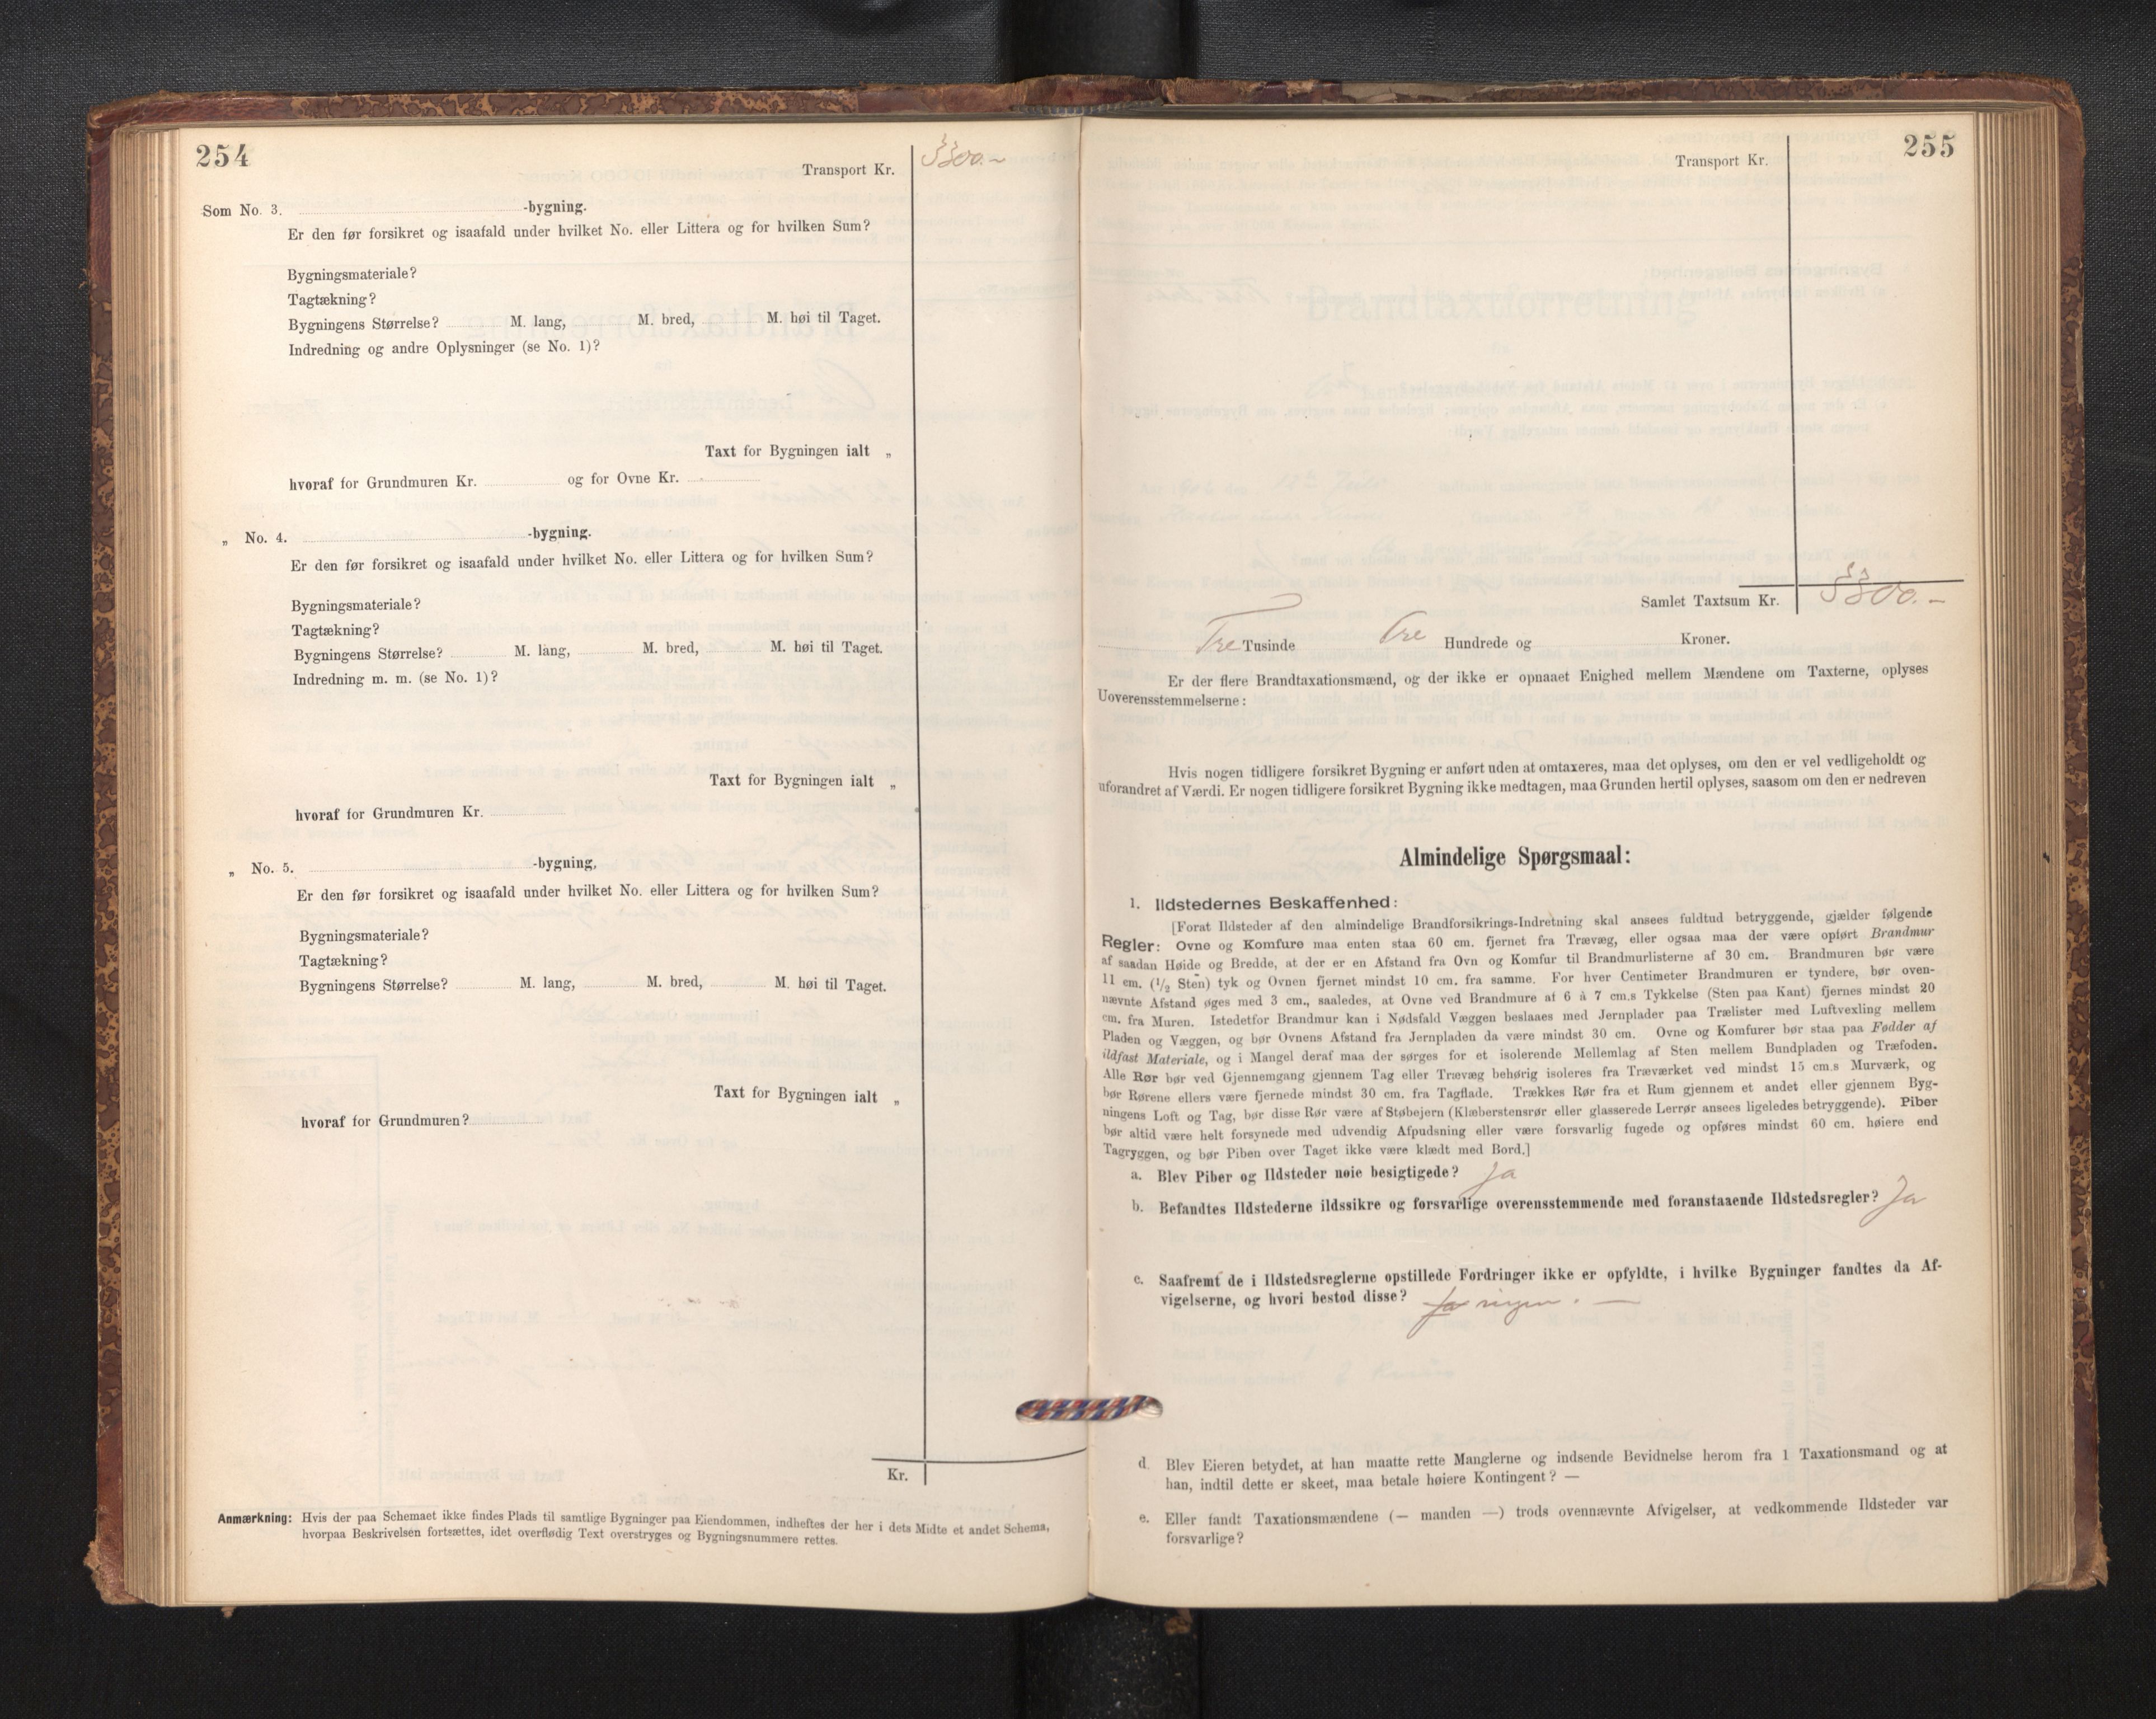 254
Transport Kr. 3300.-
Som No. 3. -bygning.
Er den før forsikret og isaafald under hvilket No. eller Littera og for hvilken Sum?
Bygningsmateriale?
Tagtækning?
Bygningens Størrelse? M. lang, M. bred, M. høi til Taget.
Indredning og andre Oplysninger (se No. 1)?
Taxt for Bygningen ialt „
hvoraf for Grundmuren Kr. og for Ovne Kr.
„ No. 4. -bygning.
Er den før forsikret og isaafald under hvilket No. eller Littera og for hvilken Sum?
Bygningsmateriale?
Tagtækning?
Bygningens Størrelse? M. lang, M. bred, M. høi til Taget.
Indredning m. m. (se No. 1)?
Taxt for Bygningen ialt „
hvoraf for Grundmuren Kr.
„ No. 5. -bygning,
Er den før forsikret og isaafald under hvilket No. eller Littera og for hvilken Sum?
Bygningsmateriale?
Tagtækning?
Bygningens Størrelse? M. lang, M. bred, M. høi til Taget.
Taxt for Bygningen ialt „
hvoraf for Grundmuren?
Kr.
Anmærkning: Hvis der paa Schemaet ikke findes Plads til samtlige Bygninger paa Eiendommen, indheftes der her i dets Midte et andet Schema,
hvorpaa Beskrivelsen fortsættes, idet overflødig Text overstryges og Bygningsnummere rettes.
255
Transport Kr.
Samlet Taxtsum Kr. 3300.-
Tre Tusinde Tre Hundrede og Kroner.
Er der flere Brandtaxationsmænd, og der ikke er opnaaet Enighed mellem Mændene om Taxterne, oplyses
Uoverensstemmelserne:
Hvis nogen tidligere forsikret Bygning er anført uden at omtaxeres, maa det oplyses, om den er vel vedligeholdt og
uforandret af Værdi. Er nogen tidligere forsikret Bygning ikke medtagen, maa Grunden hertil oplyses, saasom om den er nedreven
Almindelige Spørgsmaal:
1. Ildstedernes Beskaffenhed:
[Forat Ildsteder af den almindelige Brandforsikrings-Indretning skal ansees fuldtud betryggende, gjælder følgende
Regler: Ovne og Komfure maa enten staa 60 cm. fjernet fra Trævæg, eller ogsaa maa der være opført Brandmur
af saadan Høide og Bredde, at der er en Afstand fra Ovn og Komfur til Brandmurlisterne af 30 cm. Brandmuren bør være
11 cm. (1/2 Sten) tyk og Ovnen fjernet mindst 10 cm. fra samme. For hver Centimeter Brandmuren er tyndere, bør oven-
nævnte Afstand øges med 3 cm., saaledes, at Ovne ved Brandmure af 6 à 7 cm.s Tykkelse (Sten paa Kant) fjernes mindst 20
cm. fra Muren. Istedetfor Brandmur kan i Nødsfald Væggen beslaaes med Jernplader paa Trælister med Luftvexling mellem
Pladen og Væggen, og bør Ovnens Afstand fra Jernpladen da være mindst 30 cm. Ovne og Komfurer bør staa paa Fødder af
ildfast Materiale, og i Mangel deraf maa der sørges for et isolerende Mellemlag af Sten mellem Bundpladen og Træfoden.
Alle Rør bør ved Gjennemgang gjennem Tag eller Trævæg behørig isoleres fra Træværket ved mindst 15 cm.s Murværk, og
bør Rørene ellers være fjernede mindst 30 cm. fra Tagflade. Trækkes Rør fra et Rum gjennem et andet eller gjennem Byg-
ningens Loft og Tag, bør disse Rør være af Støbejern (Klæberstensrør eller glasserede Lerrør ansees ligeledes betryggende). Piber
bør altid være helt forsynede med udvendig Afpudsning eller være forsvarlig fugede og opføres mindst 60 cm. høiere end
Tagryggen, og bør Piben over Taget ikke være klædt med Bord.]
a. Blev Piber og Ildsteder nøie besigtigede? Ja
b. Befandtes Ildstederne ildssikre og forsvarlige overensstemmende med foranstaaende Ildstedsregler? Ja
c. Saafremt de i Ildstedsreglerne opstillede Fordringer ikke er opfyldte, i hvilke Bygninger fandtes da Af-
vigelserne, og hvori bestod disse? ingen. —
d. Blev Eieren betydet, at han maatte rette Manglerne og indsende Bevidnelse herom fra 1 Taxationsmand og at
han, indtil dette er skeet, maa betale høiere Kontingent? —
e. Eller fandt Taxationsmændene (— manden —) trods ovennævnte Afvigelser, at vedkommende Ildsteder var
forsvarlige?